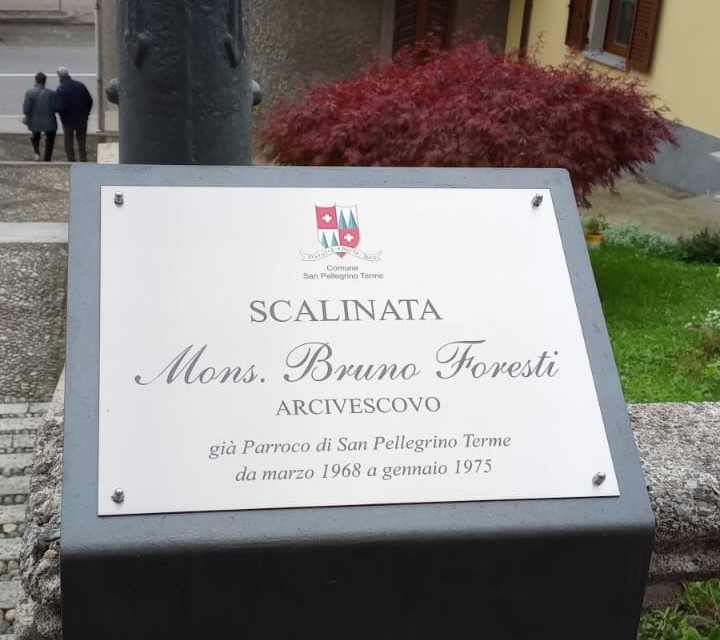 Comune
San Pellegrino Terme
SCALINATA
Mons. Bruno Foresti
ARCIVESCOVO
già Parroco di San Pellegrino Terme
da marzo 1968 a gennaio 1975